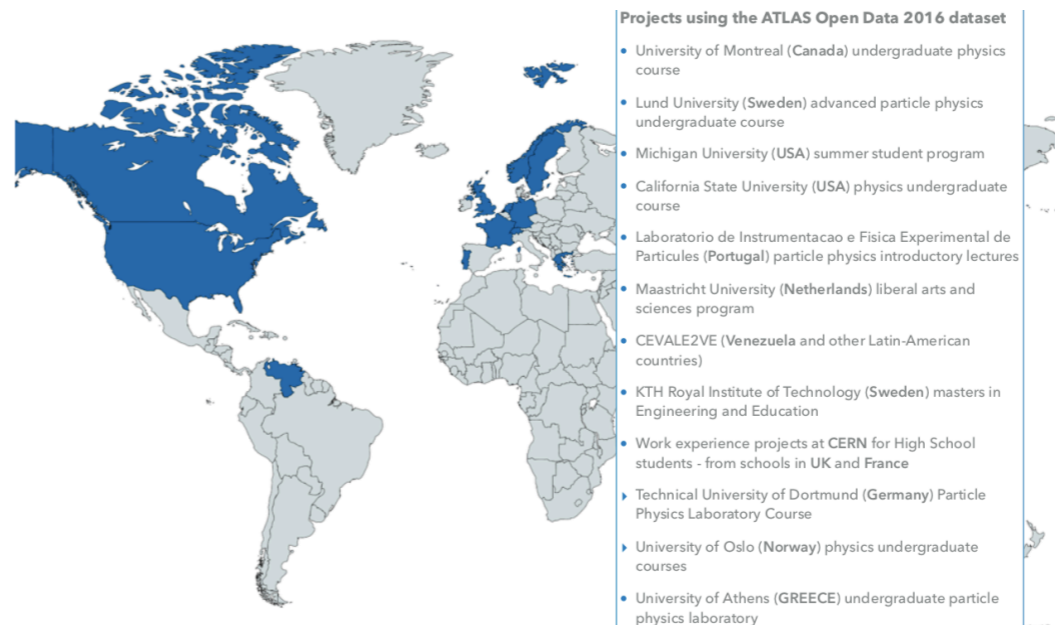 Projects using the ATLAS Open Data 2016 dataset
• University of Montreal (Canada) undergraduate physics
course
• Lund University (Sweden) advanced particle physics
undergraduate course
• Michigan University (USA) summer student program
• California State University (USA) physics undergraduate
course
• Laboratorio de Instrumentacao e Fisica Experimental de
Particules (Portugal) particle physics introductory lectures
• Maastricht University (Netherlands) liberal arts and
sciences program
• CEVALE2VE (Venezuela and other Latin-American
countries)
• KTH Royal Institute of Technology (Sweden) masters in
Engineering and Education
• Work experience projects at CERN for High School
students - from schools in UK and France
‣ Technical University of Dortmund (Germany) Particle
Physics Laboratory Course
‣ University of Oslo (Norway) physics undergraduate
courses
• University of Athens (GREECE) undergraduate particle
physics laboratory